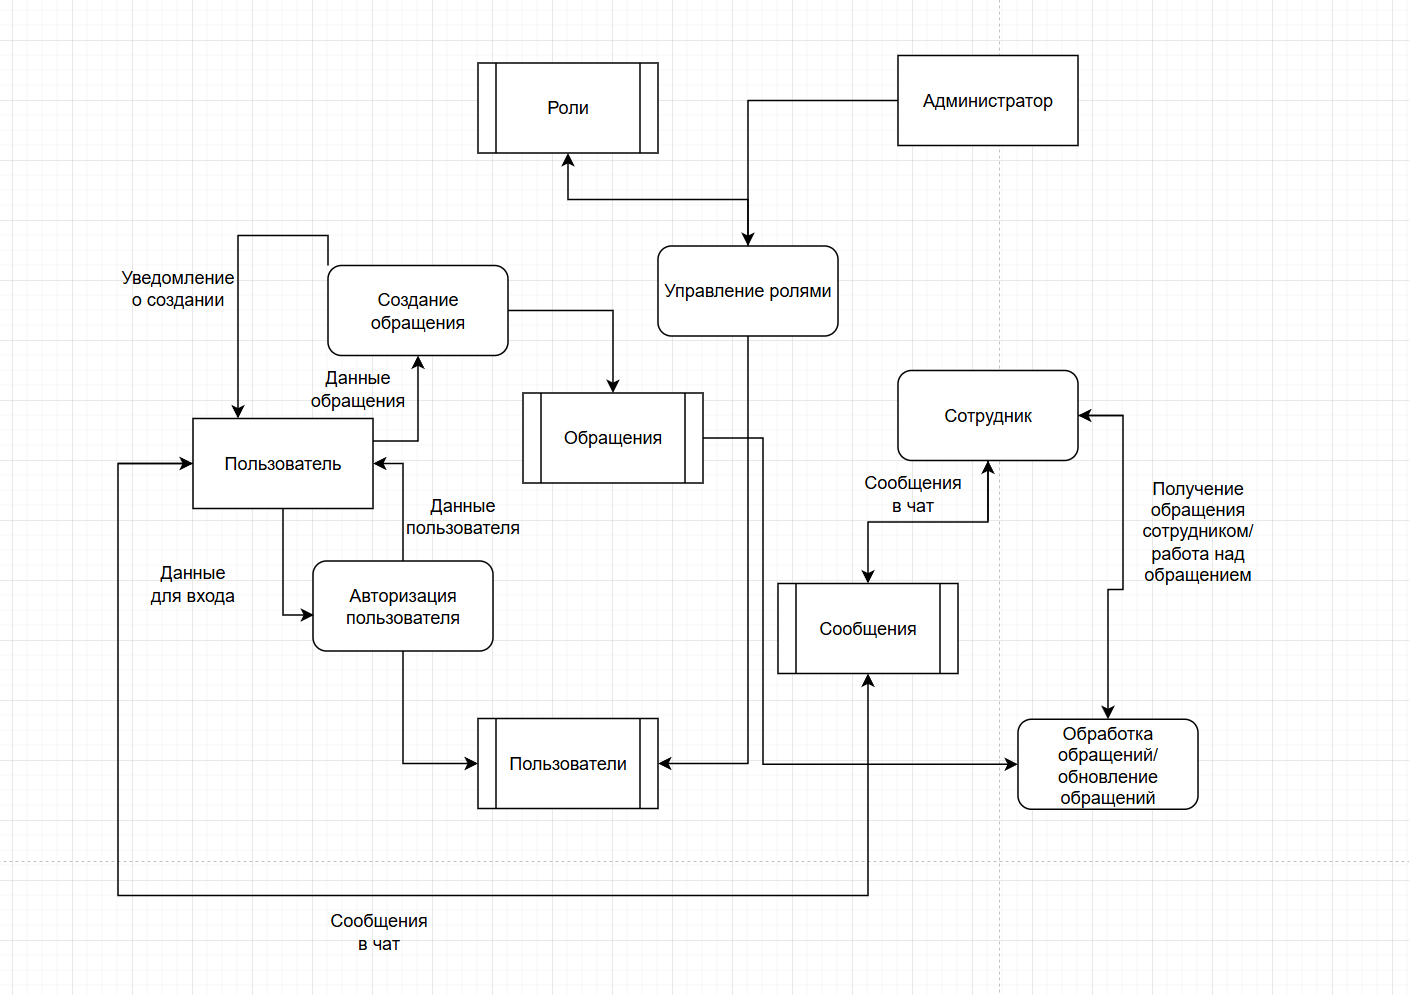 Роли
Администратор
Уведомление
о создании
Создание
обращения
Управление ролями
Данные
обращения
Обращения
Сотрудник
Пользователь
Сообщения
в чат
Получение
обращения
сотрудником/
работа над
обращением
Данные
пользователя
Данные
для входа
Авторизация
пользователя
Сообщения
Пользователи
Обработка
обращений/
обновление
обращений
Сообщения
в чат